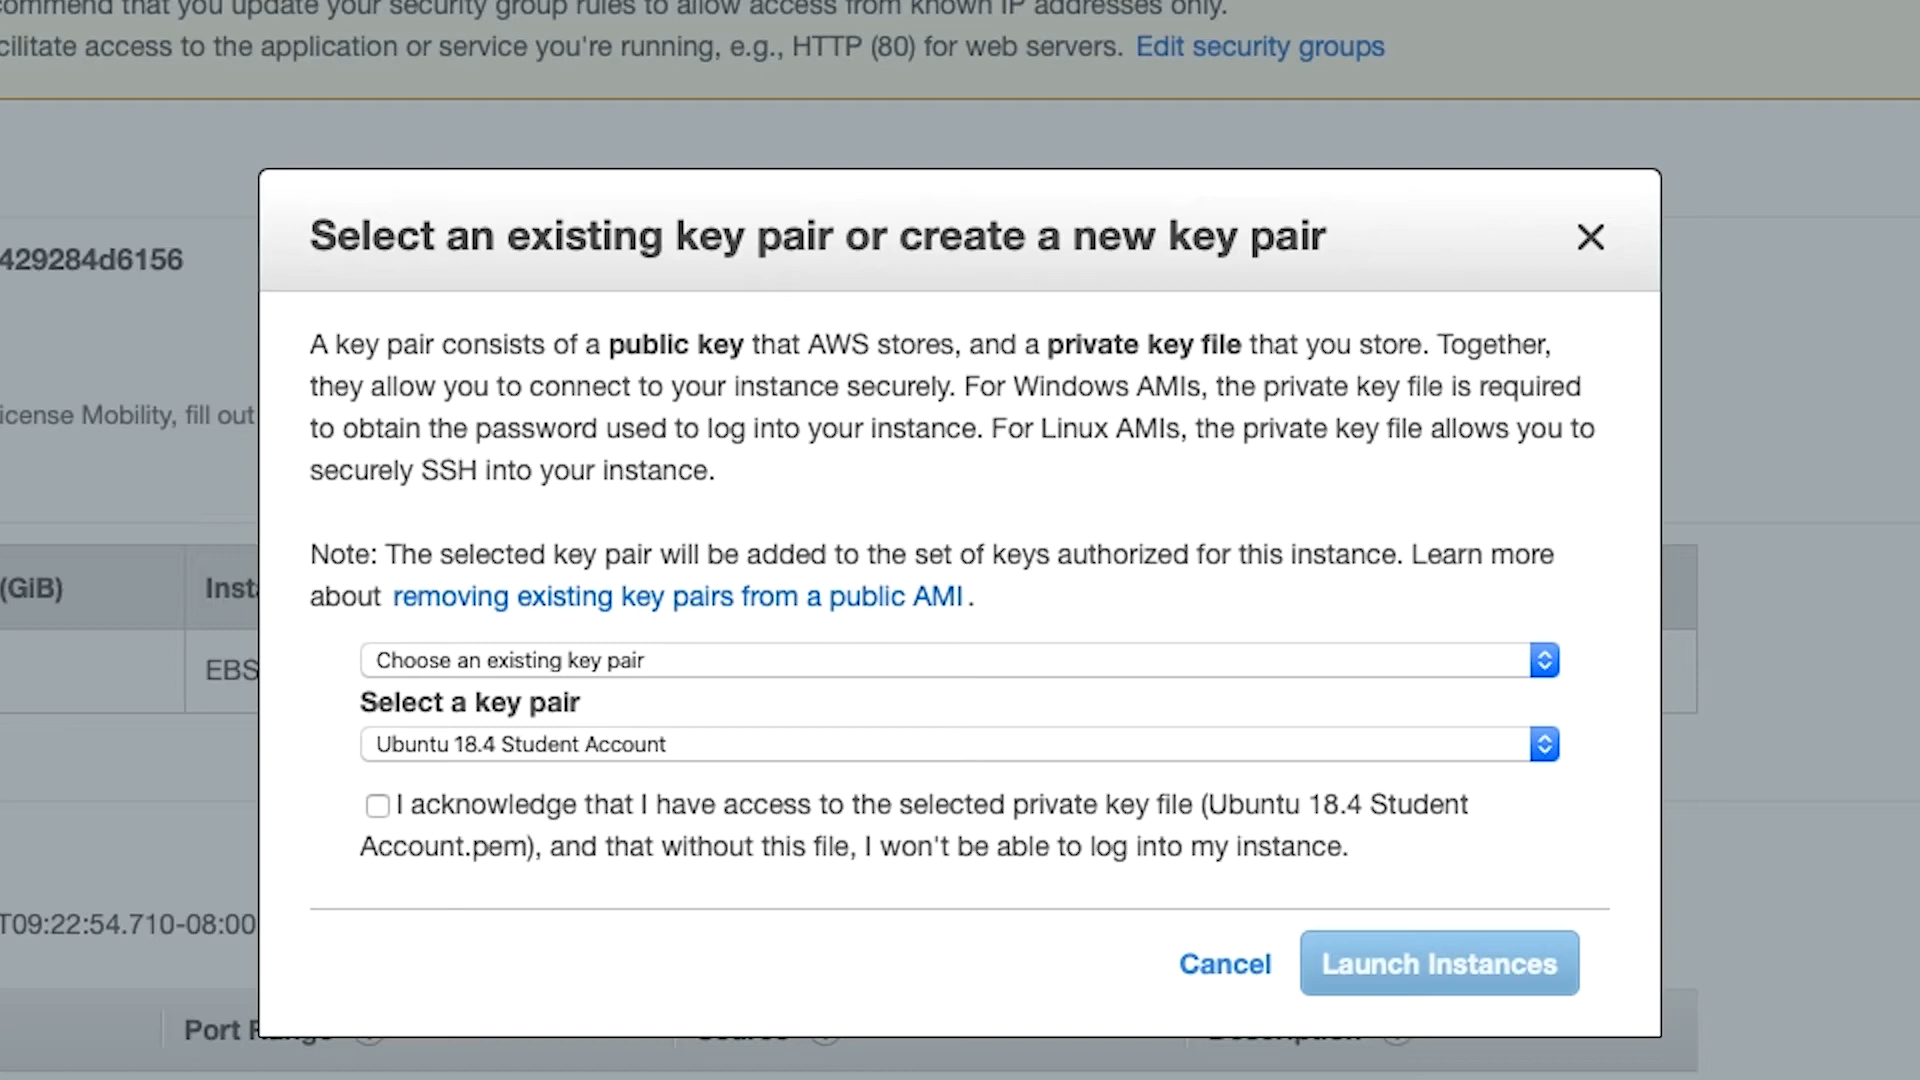 commend that you update your security group rules to allow access from known IP addresses only.
cilitate access to the application or service you're running, e.g., HTTP (80) for web servers. Edit security groups
Select an existing key pair or create a new key pair
429284d6156
A key pair consists of a public key that AWS stores, and a private key file that you store. Together,
they allow you to connect to your instance securely. For Windows AMIs, the private key file is required
icense Mobility, fill out
to obtain the password used to log into your instance. For Linux AMIs, the private key file allows you to
securely SSH into your instance.
Note: The selected key pair will be added to the set of keys authorized for this instance. Learn more
(GiB)
Inst
about removing existing key pairs from a public AMI.
EBS
Choose an existing key pair
Select a key pair
Ubuntu 18.4 Student Account
I acknowledge that I have access to the selected private key file (Ubuntu 18.4 Student
Account.pem), and that without this file, I won't be able to log into my instance.
T09:22:54.710-08:00
Cancel
Launch Instances
Port Range